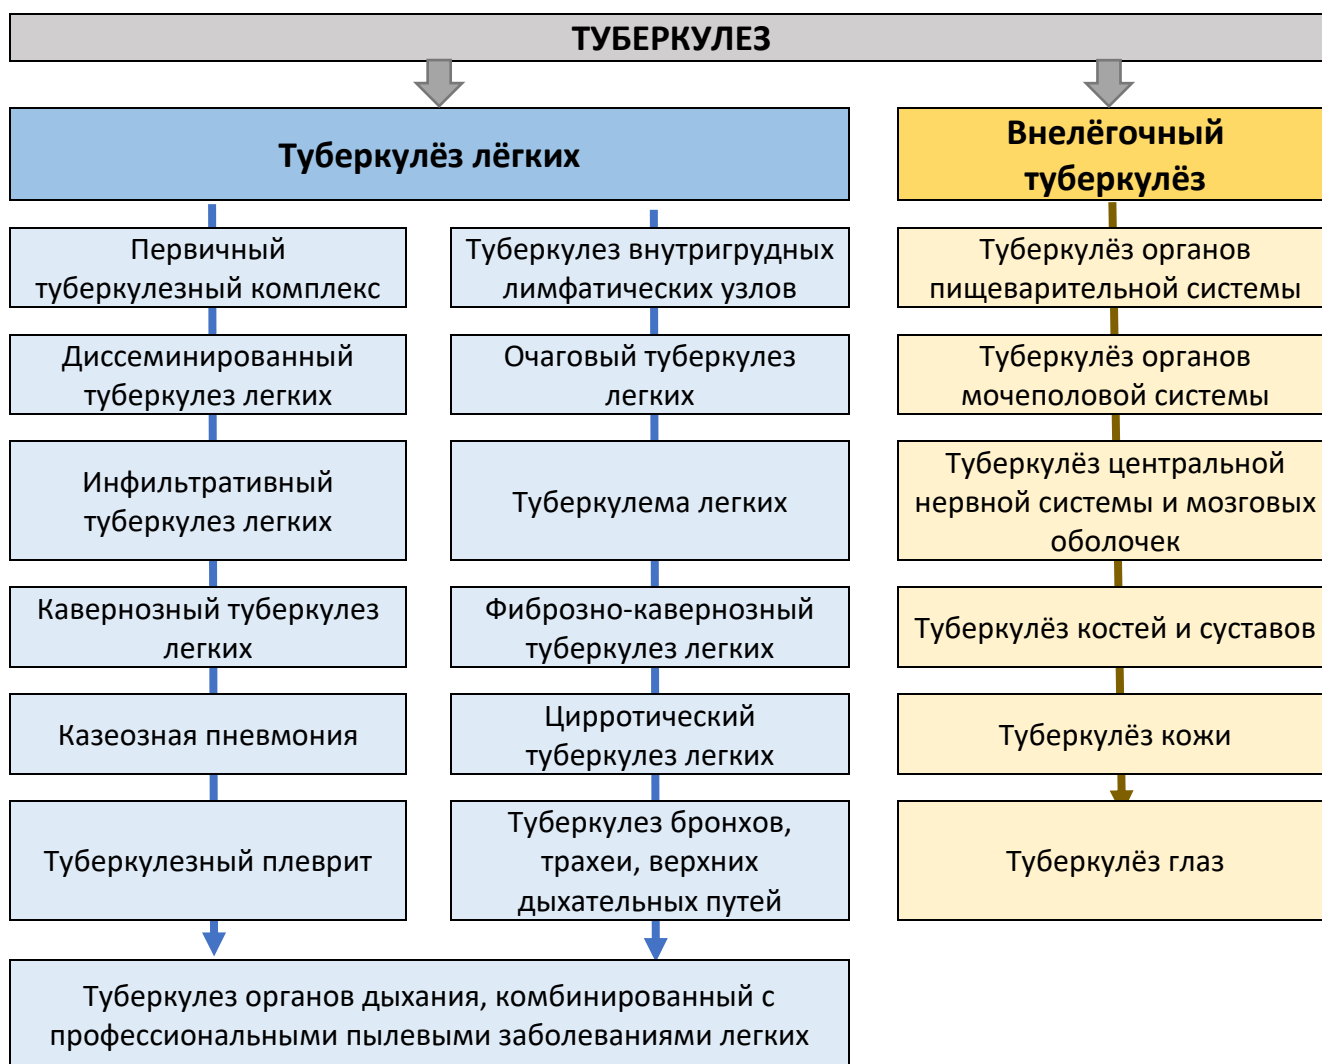 ТУБЕРКУЛЕЗ
Туберкулёз лёгких
Внелёгочный
туберкулёз
Первичный
туберкулезный комплекс
Туберкулез внутригрудных
лимфатических узлов
Туберкулёз органов
пищеварительной системы
Диссеминированный
туберкулез легких
Очаговый туберкулез
легких
Туберкулёз органов
мочеполовой системы
Инфильтративный
туберкулез легких
Туберкулема легких
Туберкулёз центральной
нервной системы и мозговых
оболочек
Кавернозный туберкулез
легких
Фиброзно-кавернозный
туберкулез легких
Туберкулёз костей и суставов
Казеозная пневмония
Цирротический
туберкулез легких
Туберкулёз кожи
Туберкулезный плеврит
Туберкулез бронхов,
трахеи, верхних
дыхательных путей
Туберкулёз глаз
Туберкулез органов дыхания, комбинированный с
профессиональными пылевыми заболеваниями легких